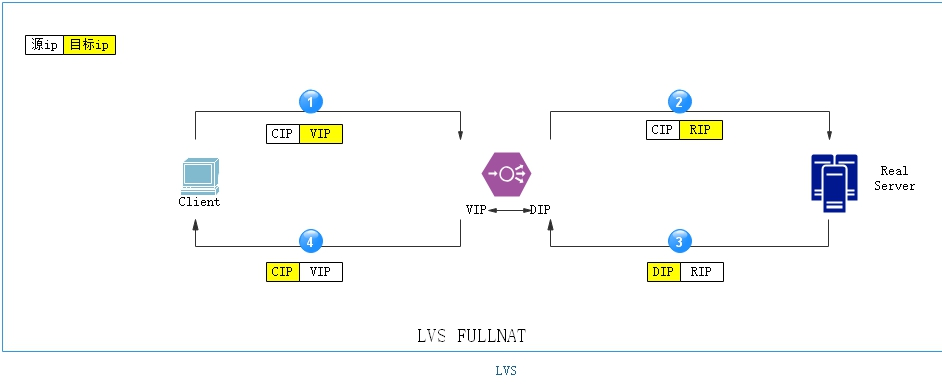 源ip 目标ip
1
2
CIP VIP
CIP RIP
Client
Real
Server
VIP DIP
4
3
CIP VIP
DIP RIP
LVS FULLNAT
LVS